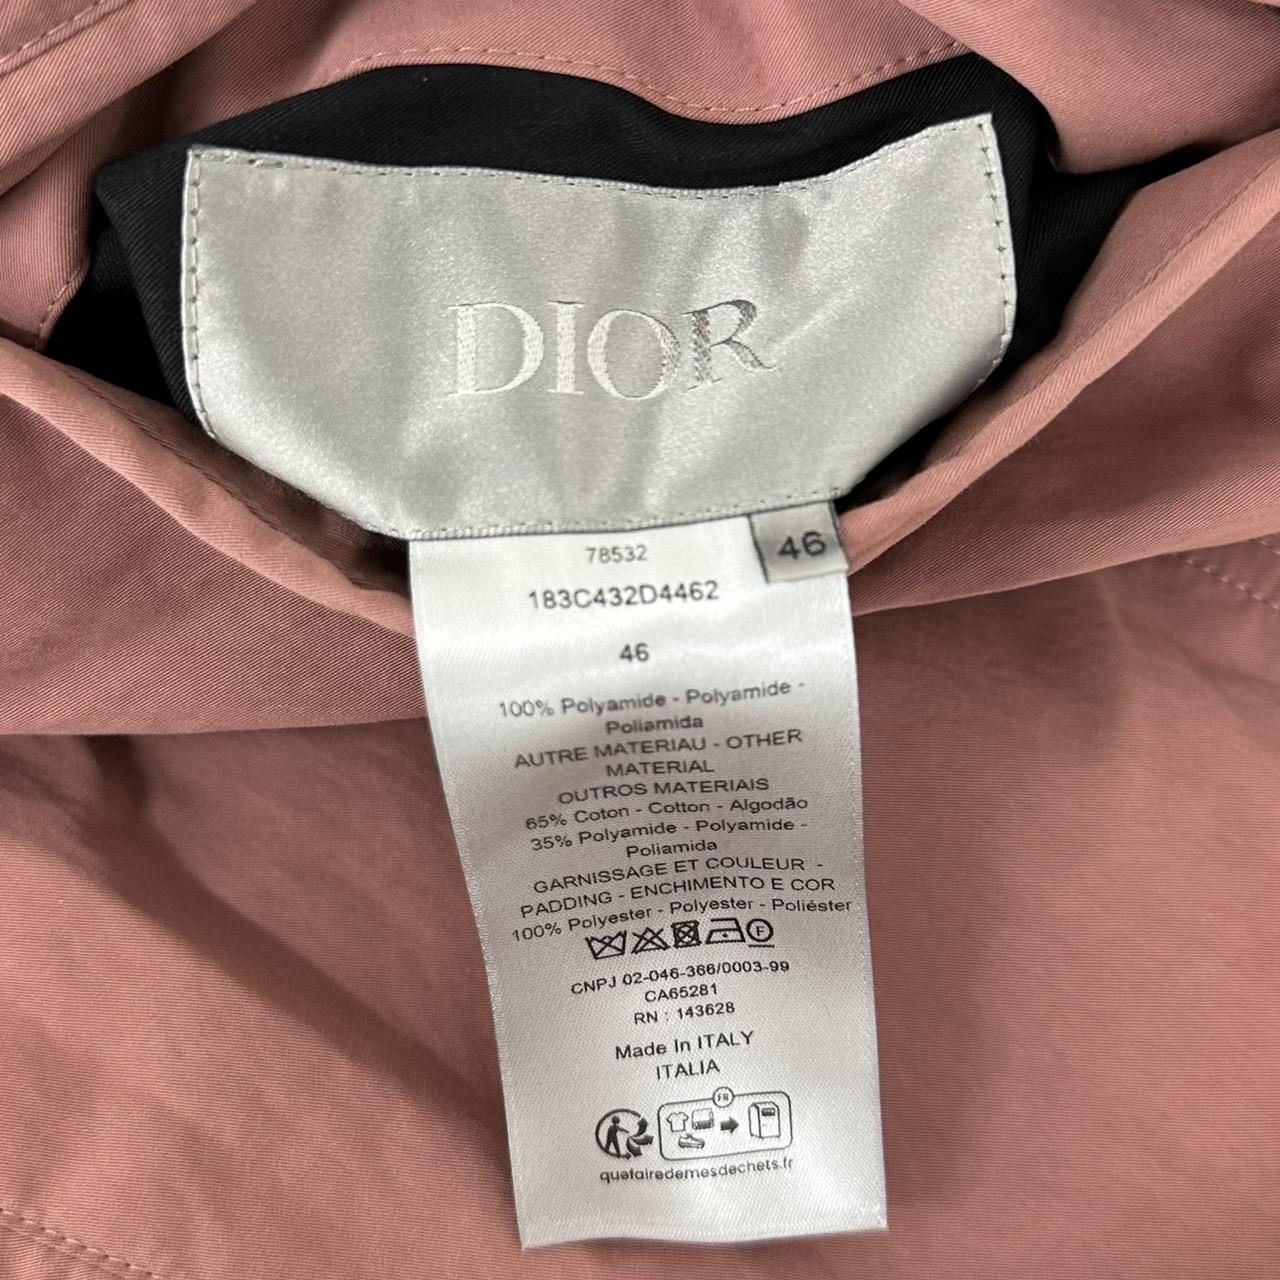 DIOR
46
78532
183C432D4462
46
100% Polyamide - Polyamide -
Poliamida
AUTRE MATERIAU - OTHER
MATERIAL
OUTROS MATERIAIS
65% Coton - Cotton - Algodão
35% Polyamide - Polyamide -
Poliamida
GARNISSAGE ET COULEUR -
PADDING - ENCHIMENTO E COR
100% Polyester - Polyester - Poliéster
F
CNPJ 02-046-366/0003-99
CA65281
RN : 143628
Made In ITALY
ITALIA
FR
quefairedemesdechets.fr